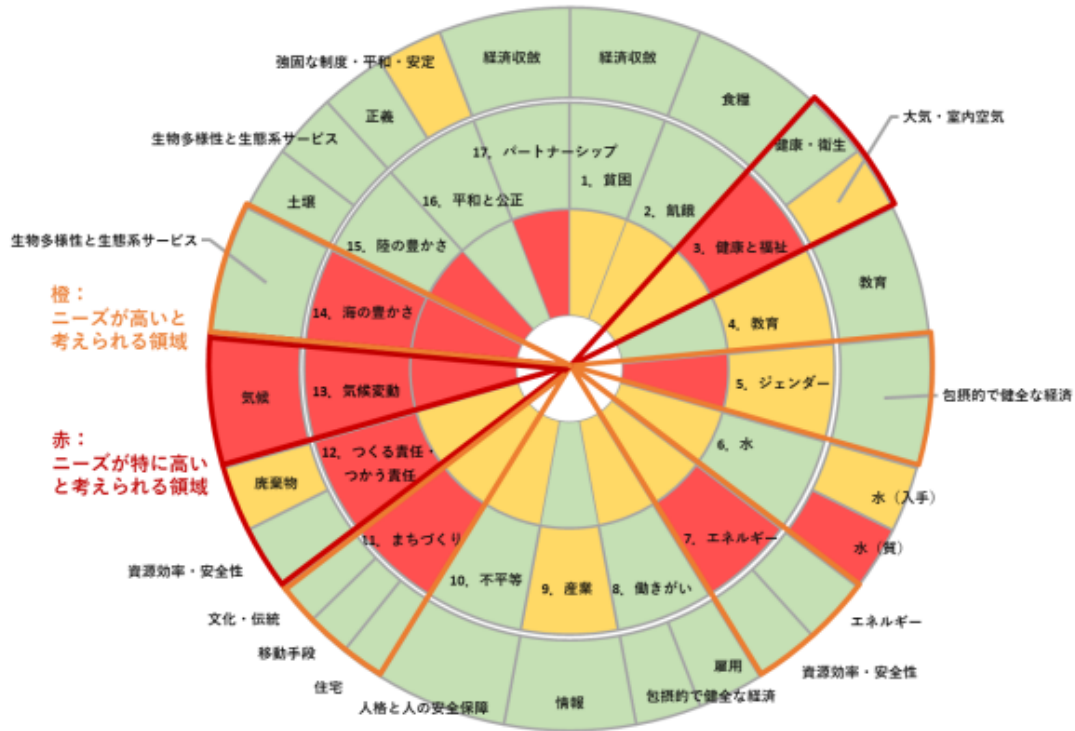 経済収斂
経済収斂
強固な制度・平和・安定
食糧
正義
大気・室内空気
健康・衛生
生物多様性と生態系サービス
17. パートナーシップ
1. 貧困
16. 平和と公正
2. 飢餓
土壌
15. 陸の豊かさ
3. 健康と福祉
生物多様性と生態系サービス
教育
橙：
ニーズが高いと
考えられる領域
14. 海の豊かさ
4. 教育
気候
13. 気候変動
5. ジェンダー
包摂的で健全な経済
赤：
ニーズが特に高い
と考えられる領域
12. つくる責任・
つかう責任
6. 水
廃棄物
水（入手）
11. まちづくり
7. エネルギー
水（質）
資源効率・安全性
10. 不平等
9. 産業
8. 働きがい
文化・伝統
エネルギー
移動手段
雇用
資源効率・安全性
住宅
包摂的で健全な経済
人格と人の安全保障
情報